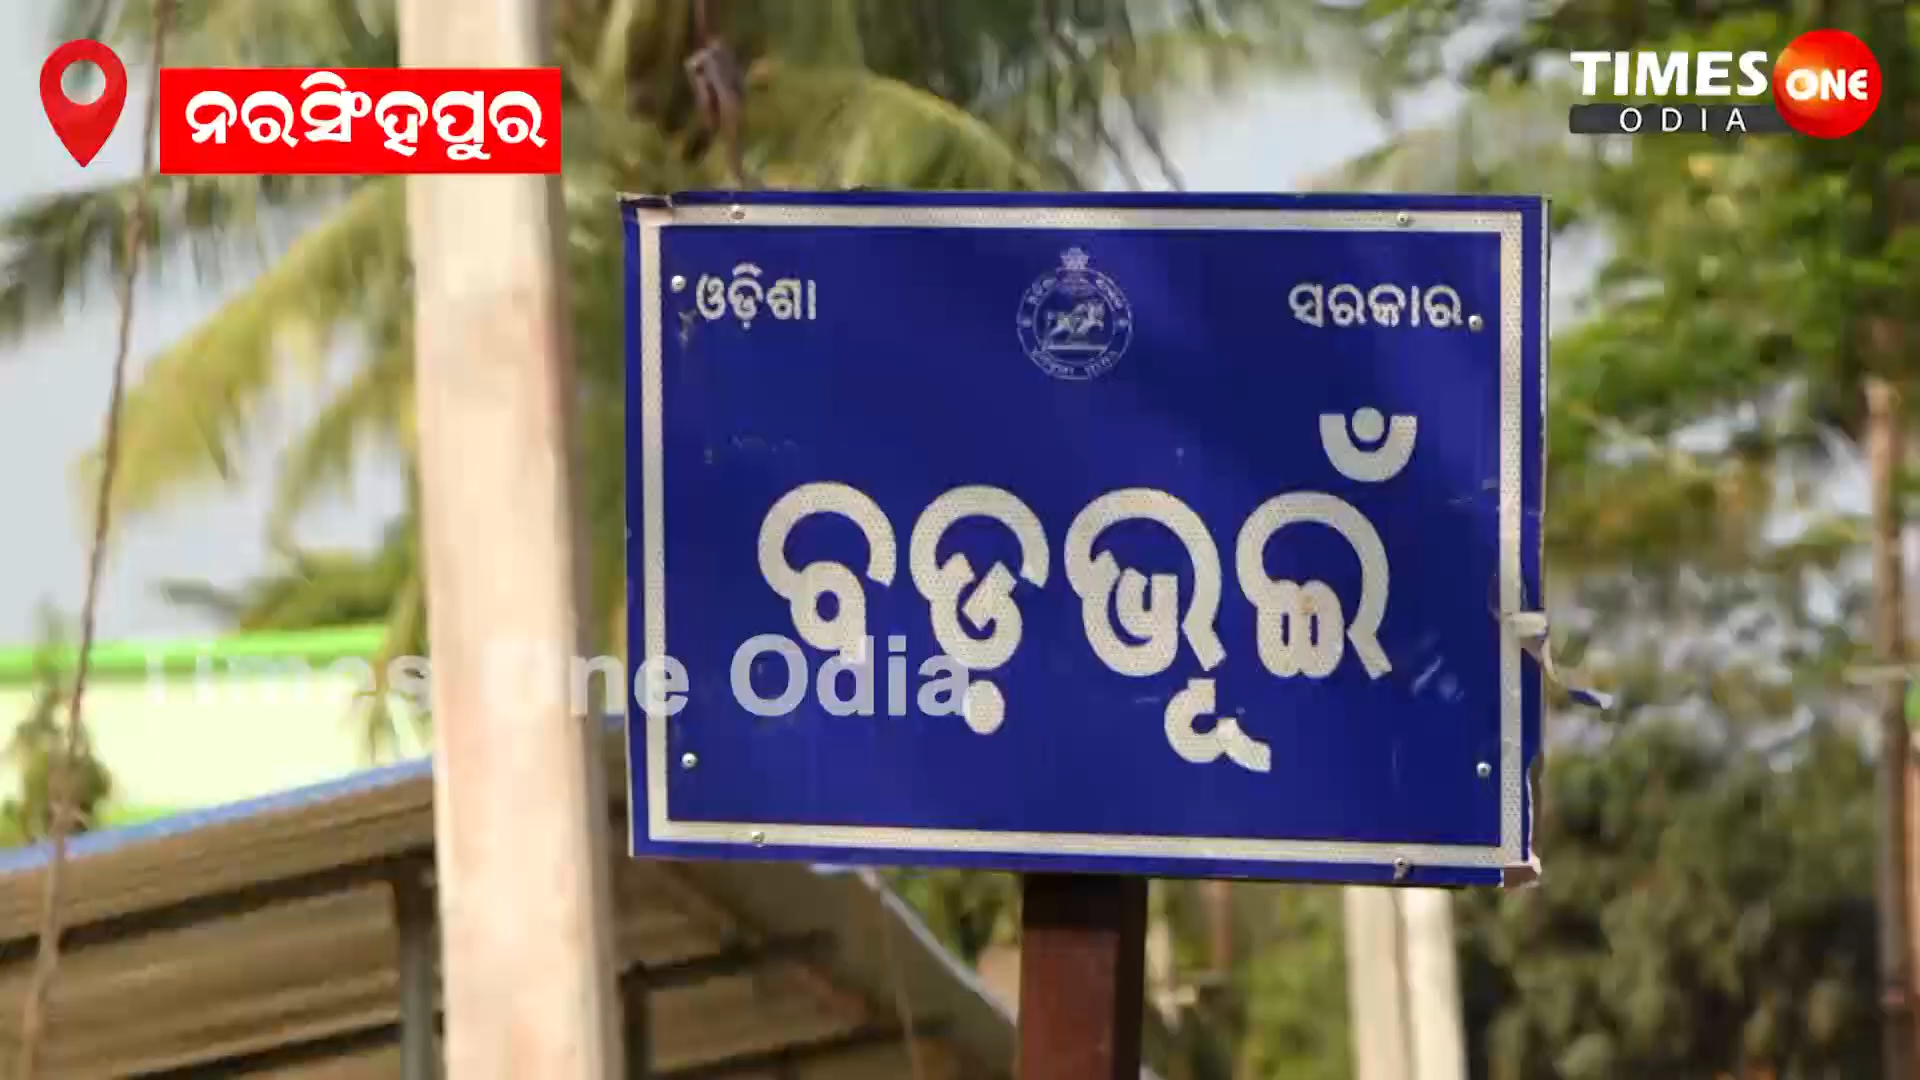 ନରସିଂହପୁର
TIMES ONE
ODIA
ଓଡ଼ିଶା ସରକାର
ବଡ଼ଭୂଇଁ
Times One Odia